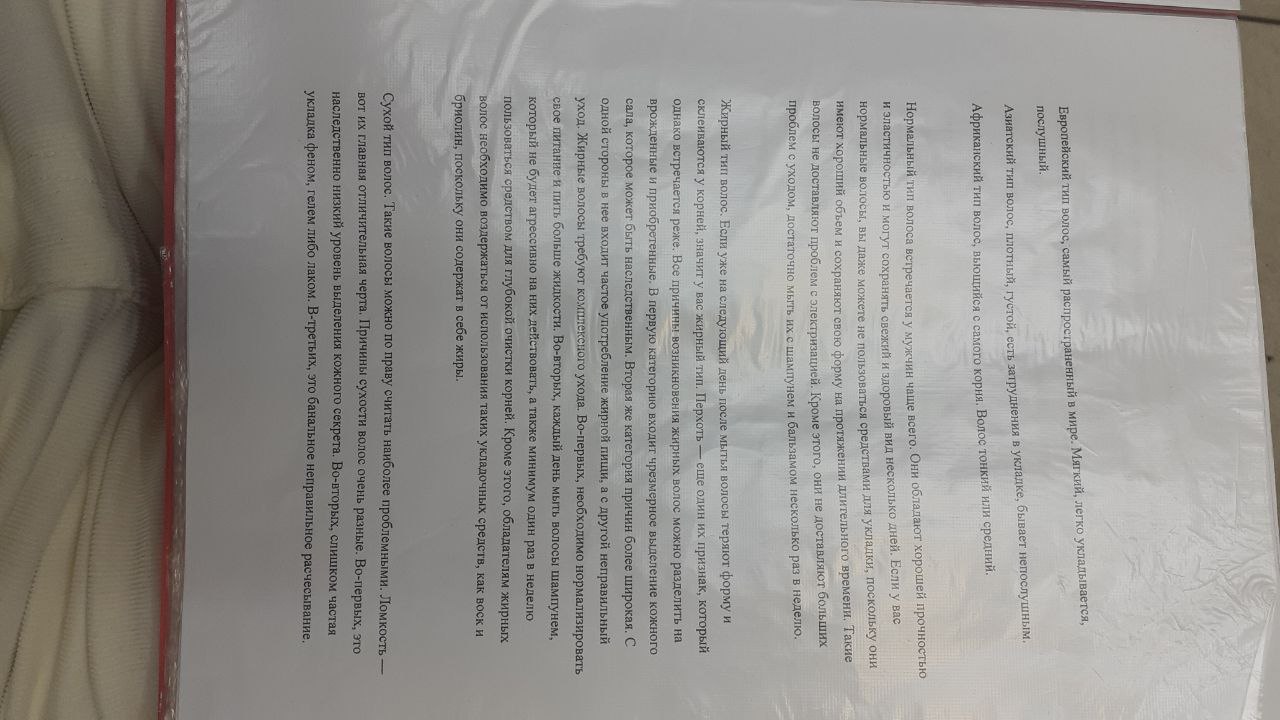 Европейский тип волос, самый распространенный в мире. Мягкий, легко укладывается,
послушный.
Азиатский тип волос, плотный, густой, есть затруднения в укладке, бывает непослушным.
Африканский тип волос, вьющийся с самого корня. Волос тонкий или средний.
Нормальный тип волоса встречается у мужчин чаще всего. Они обладают хорошей прочностью
и эластичностью и могут сохранять свежий и здоровый вид несколько дней. Если у вас
нормальные волосы, вы даже можете не пользоваться средствами для укладки, поскольку они
имеют хороший объем и сохраняют свою форму на протяжении длительного времени. Такие
волосы не доставляют проблем с электризацией. Кроме этого, они не доставляют больших
проблем с уходом, достаточно мыть их с шампунем и бальзамом несколько раз в неделю.
Жирный тип волос. Если уже на следующий день после мытья волосы теряют форму и
склеиваются у корней, значит у вас жирный тип. Перхоть — еще один их признак, который
однако встречается реже. Все причины возникновения жирных волос можно разделить на
врожденные и приобретенные. В первую категорию входит чрезмерное выделение кожного
сала, которое может быть наследственным. Вторая же категория причин более широкая. С
одной стороны в нее входит частое употребление жирной пищи, а с другой неправильный
уход. Жирные волосы требуют комплексного ухода. Во-первых, необходимо нормализировать
свое питание и пить больше жидкости. Во-вторых, каждый день мыть волосы шампунем,
который не будет агрессивно на них действовать, а также минимум один раз в неделю
пользоваться средством для глубокой очистки корней. Кроме этого, обладателям жирных
волос необходимо воздержаться от использования таких укладочных средств, как воск и
бриолин, поскольку они содержат в себе жиры.
Сухой тип волос. Такие волосы можно по праву считать наиболее проблемными. Ломкость —
вот их главная отличительная черта. Причины сухости волос очень разные. Во-первых, это
наследственно низкий уровень выделения кожного секрета. Во-вторых, слишком частая
укладка феном, гелем либо лаком. В-третьих, это банальное неправильное расчесывание.